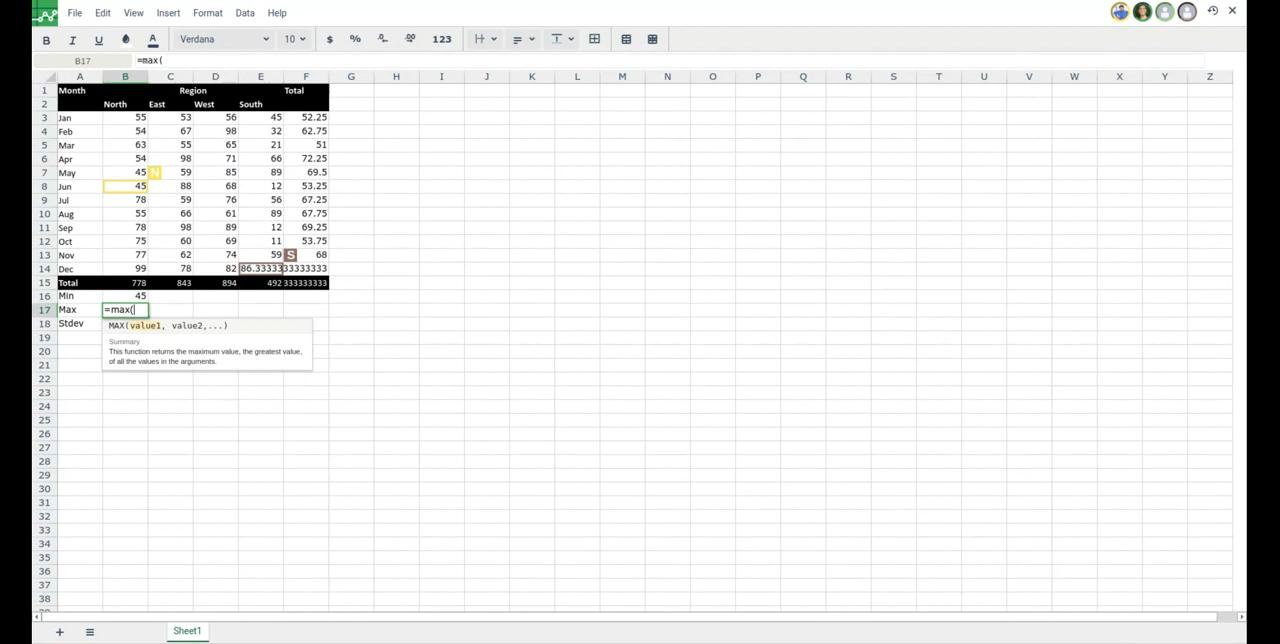 File Edit View Insert Format Data Help
B I U A Verdana 10 $ % .0 .00 123
B17 =max(
A B C D E F G H I J K L M N O P Q R S T U V W X Y Z
1 Month Region Total
2 North East West South
3 Jan 55 53 56 45 52.25
4 Feb 54 67 98 32 62.75
5 Mar 63 55 65 21 51
6 Apr 54 98 71 66 72.25
7 May 45 N 59 85 89 69.5
8 Jun 45 88 68 12 53.25
9 Jul 78 59 76 56 67.25
10 Aug 55 66 61 89 67.75
11 Sep 78 98 89 12 69.25
12 Oct 75 60 69 11 53.75
13 Nov 77 62 74 59 S 68
14 Dec 99 78 82 86.33333333333333
15 Total 778 843 894 492 333333333
16 Min 45
17 Max =max(
18 Stdev MAX(value1, value2,...)
19 Summary
20 This function returns the maximum value, the greatest value,
21 of all the values in the arguments.
22
23
24
25
26
27
28
29
30
31
32
33
34
35
36
37
38
Sheet1